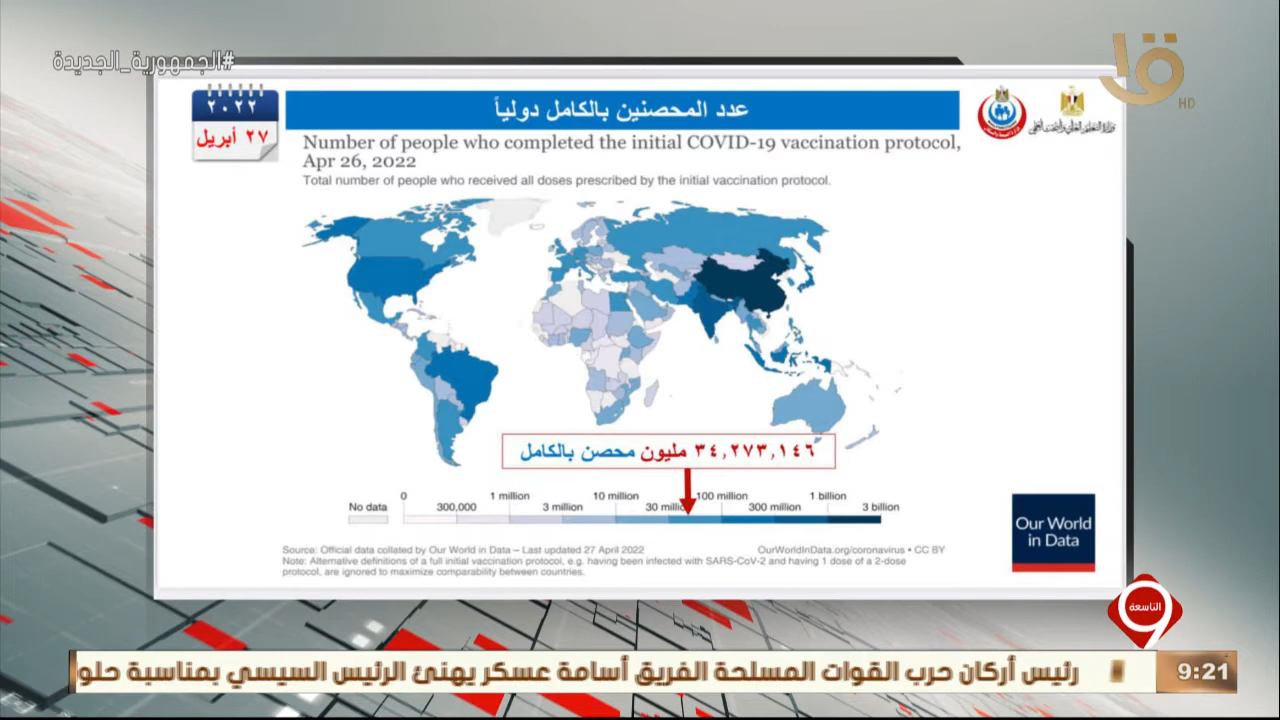 #الجمهورية_الجديدة
HD
٢٠٢٢
٢٧ أبريل
عدد المحصنين بالكامل دولياً
Number of people who completed the initial COVID-19 vaccination protocol,
Apr 26, 2022
Total number of people who received all doses prescribed by the initial vaccination protocol.
٣٤,٢٧٣,١٤٦ مليون محصن بالكامل
No data
0
300,000
1 million
3 million
10 million
30 million
100 million
300 million
1 billion
3 billion
Our World
in Data
Source: Official data collated by Our World in Data – Last updated 27 April 2022
OurWorldInData.org/coronavirus • CC BY
Note: Alternative definitions of a full initial vaccination protocol, e.g. having been infected with SARS-CoV-2 and having 1 dose of a 2-dose
protocol, are ignored to maximize comparability between countries.
التاسعة
9
رئيس أركان حرب القوات المسلحة الفريق أسامة عسكر يهنئ الرئيس السيسي بمناسبة حلو
9:21